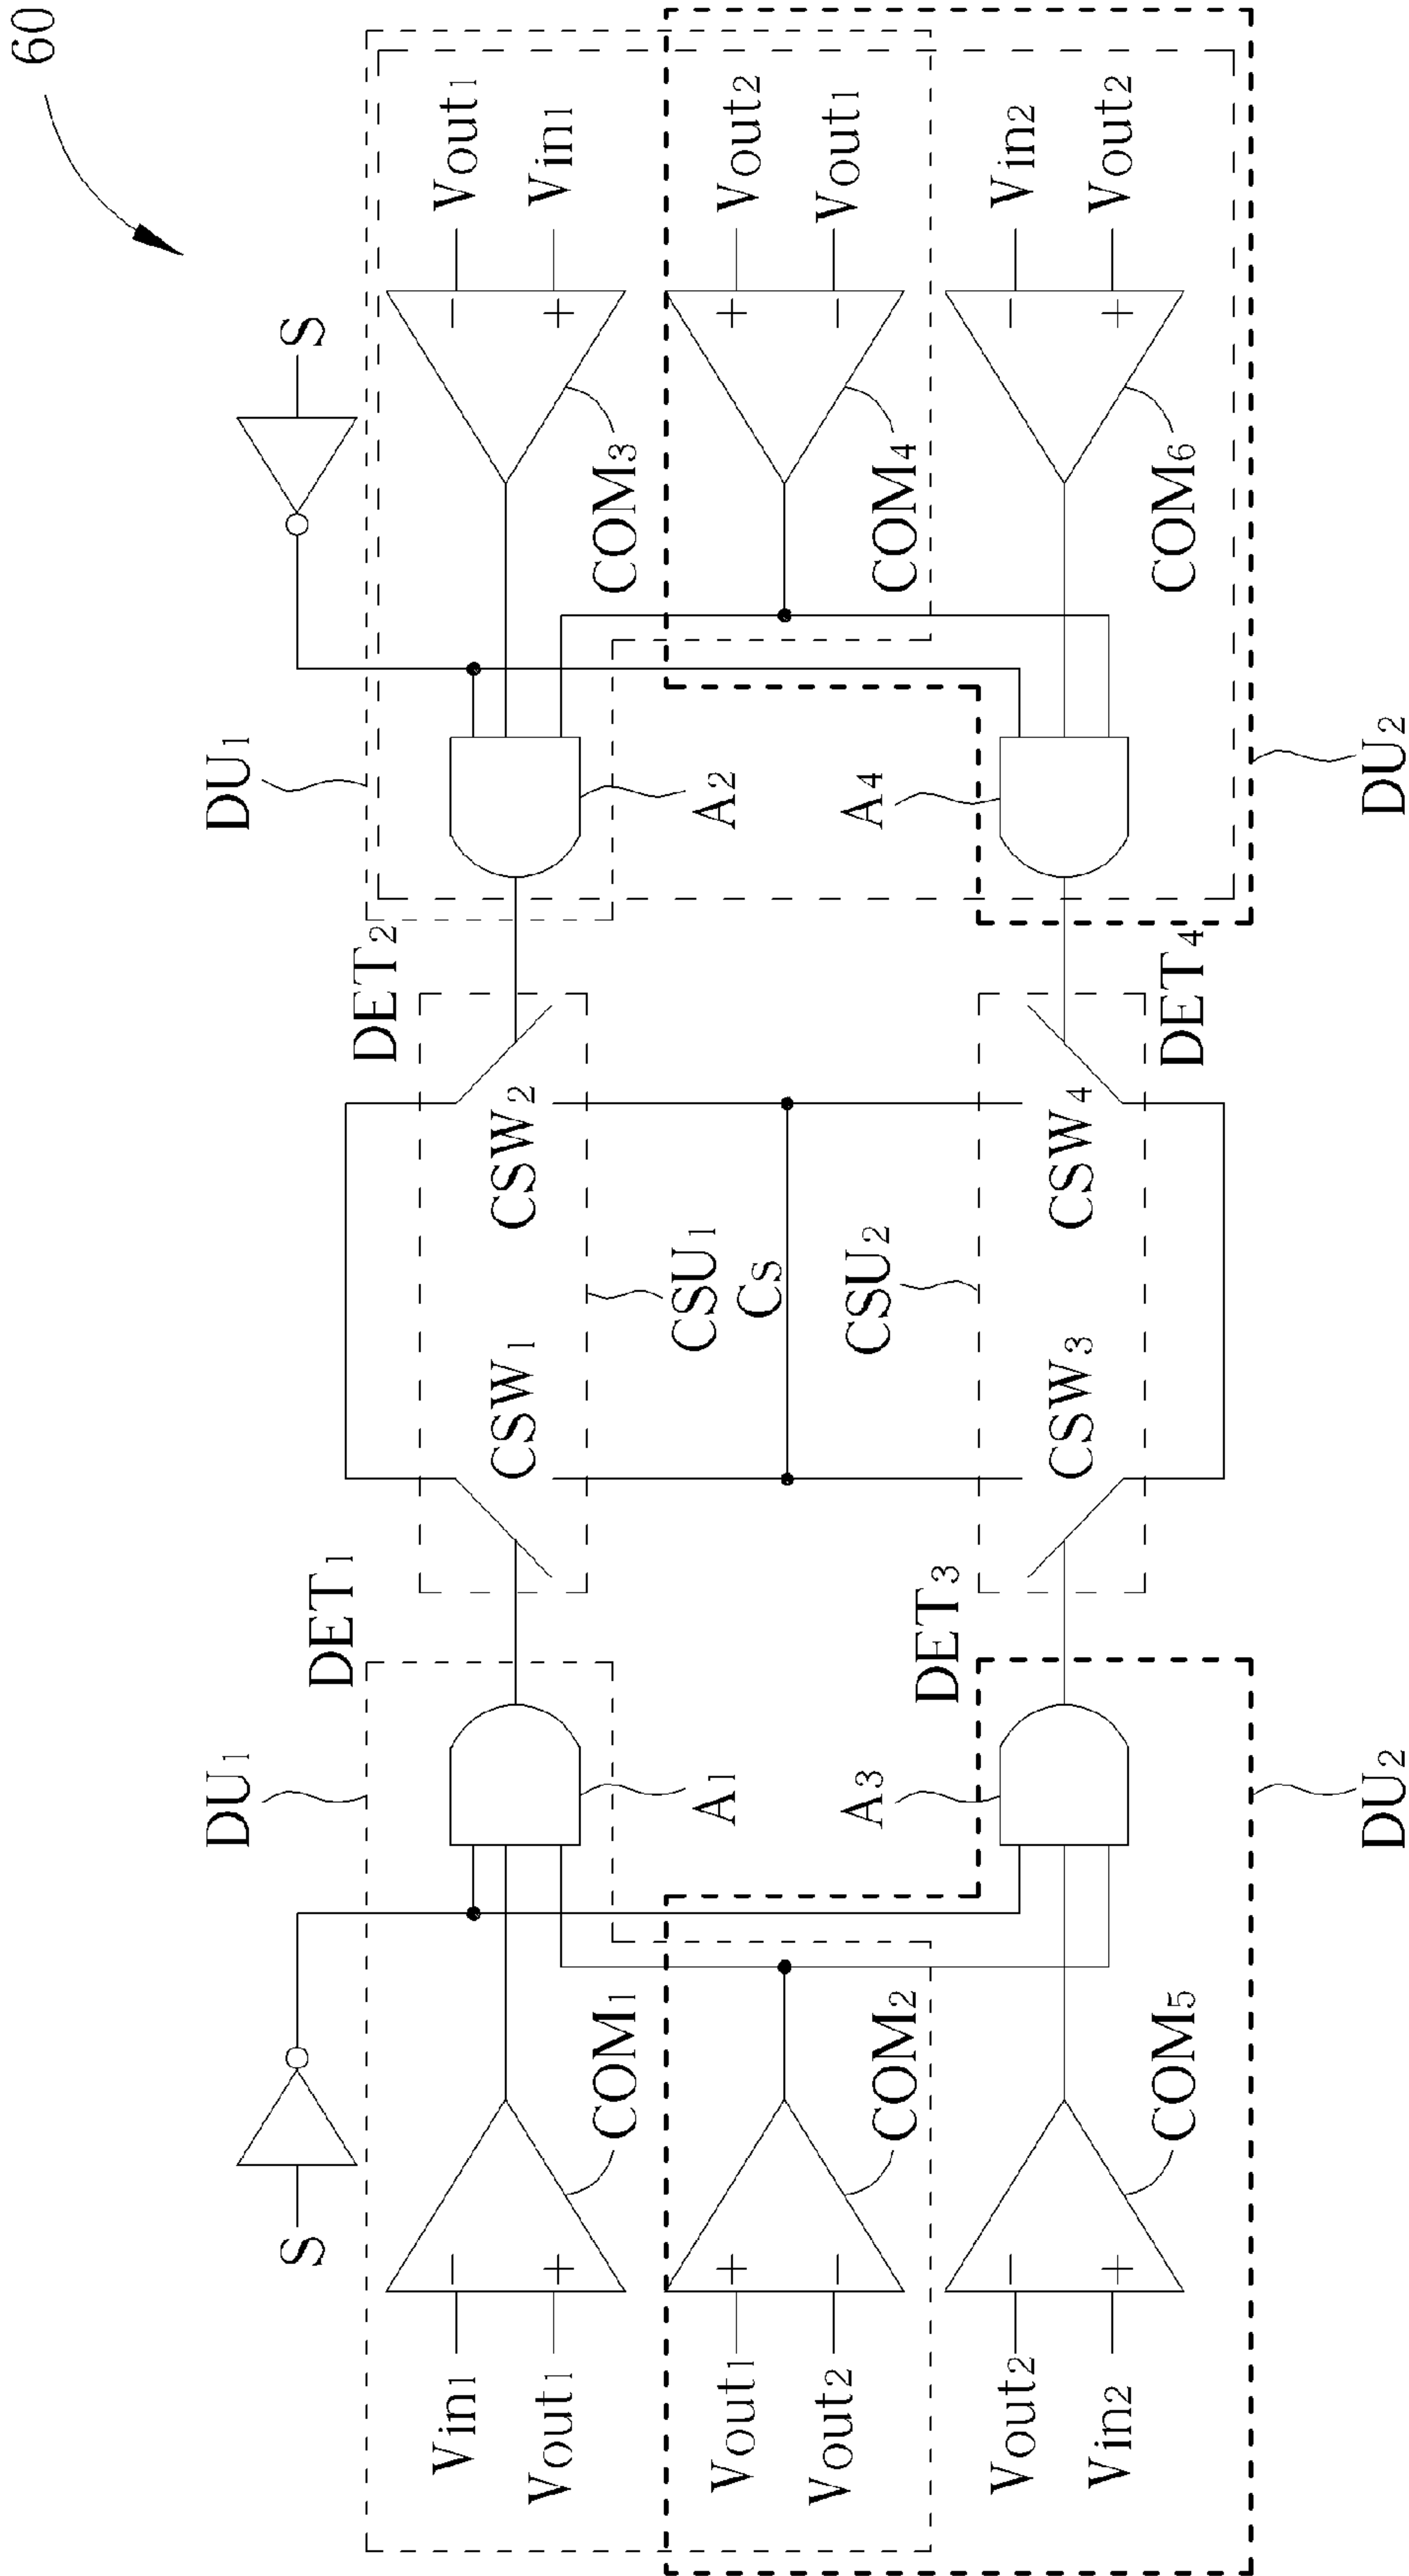 60
S
DU1
Vout1
Vin1
COM3
A2
DET2
Vout2
Vout1
COM4
Vin2
Vout2
COM6
A4
DU2
DET4
CSW2
CSW1
CSU1
Cs
CSU2
CSW4
CSW3
DET1
DET3
DU1
A1
A3
DU2
S
COM1
COM2
COM5
Vin1
Vout1
Vout1
Vout2
Vout2
Vin2